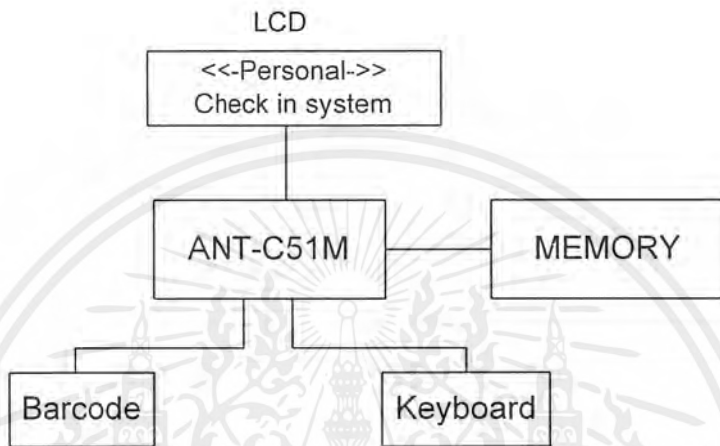 LCD
<<-Personal->>
Check in system
ANT-C51M
MEMORY
Barcode
Keyboard